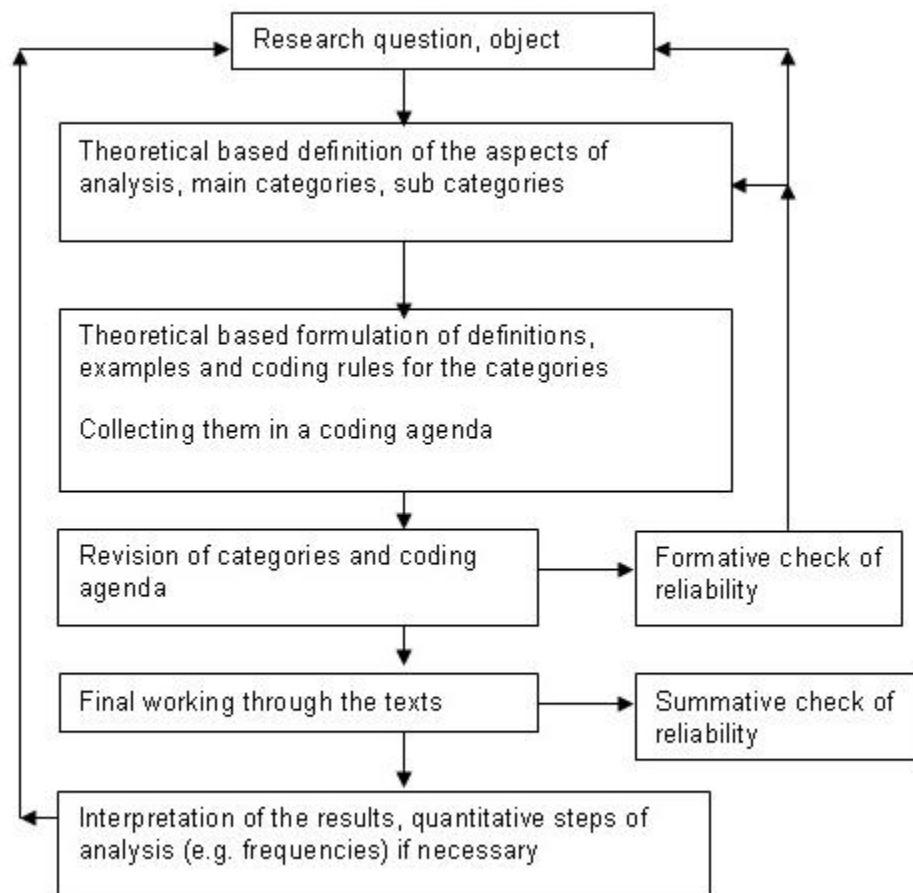 Research question, object
Theoretical based definition of the aspects of
analysis, main categories, sub categories
Theoretical based formulation of definitions,
examples and coding rules for the categories
Collecting them in a coding agenda
Revision of categories and coding
agenda
Formative check of
reliability
Final working through the texts
Summative check of
reliability
Interpretation of the results, quantitative steps of
analysis (e.g. frequencies) if necessary